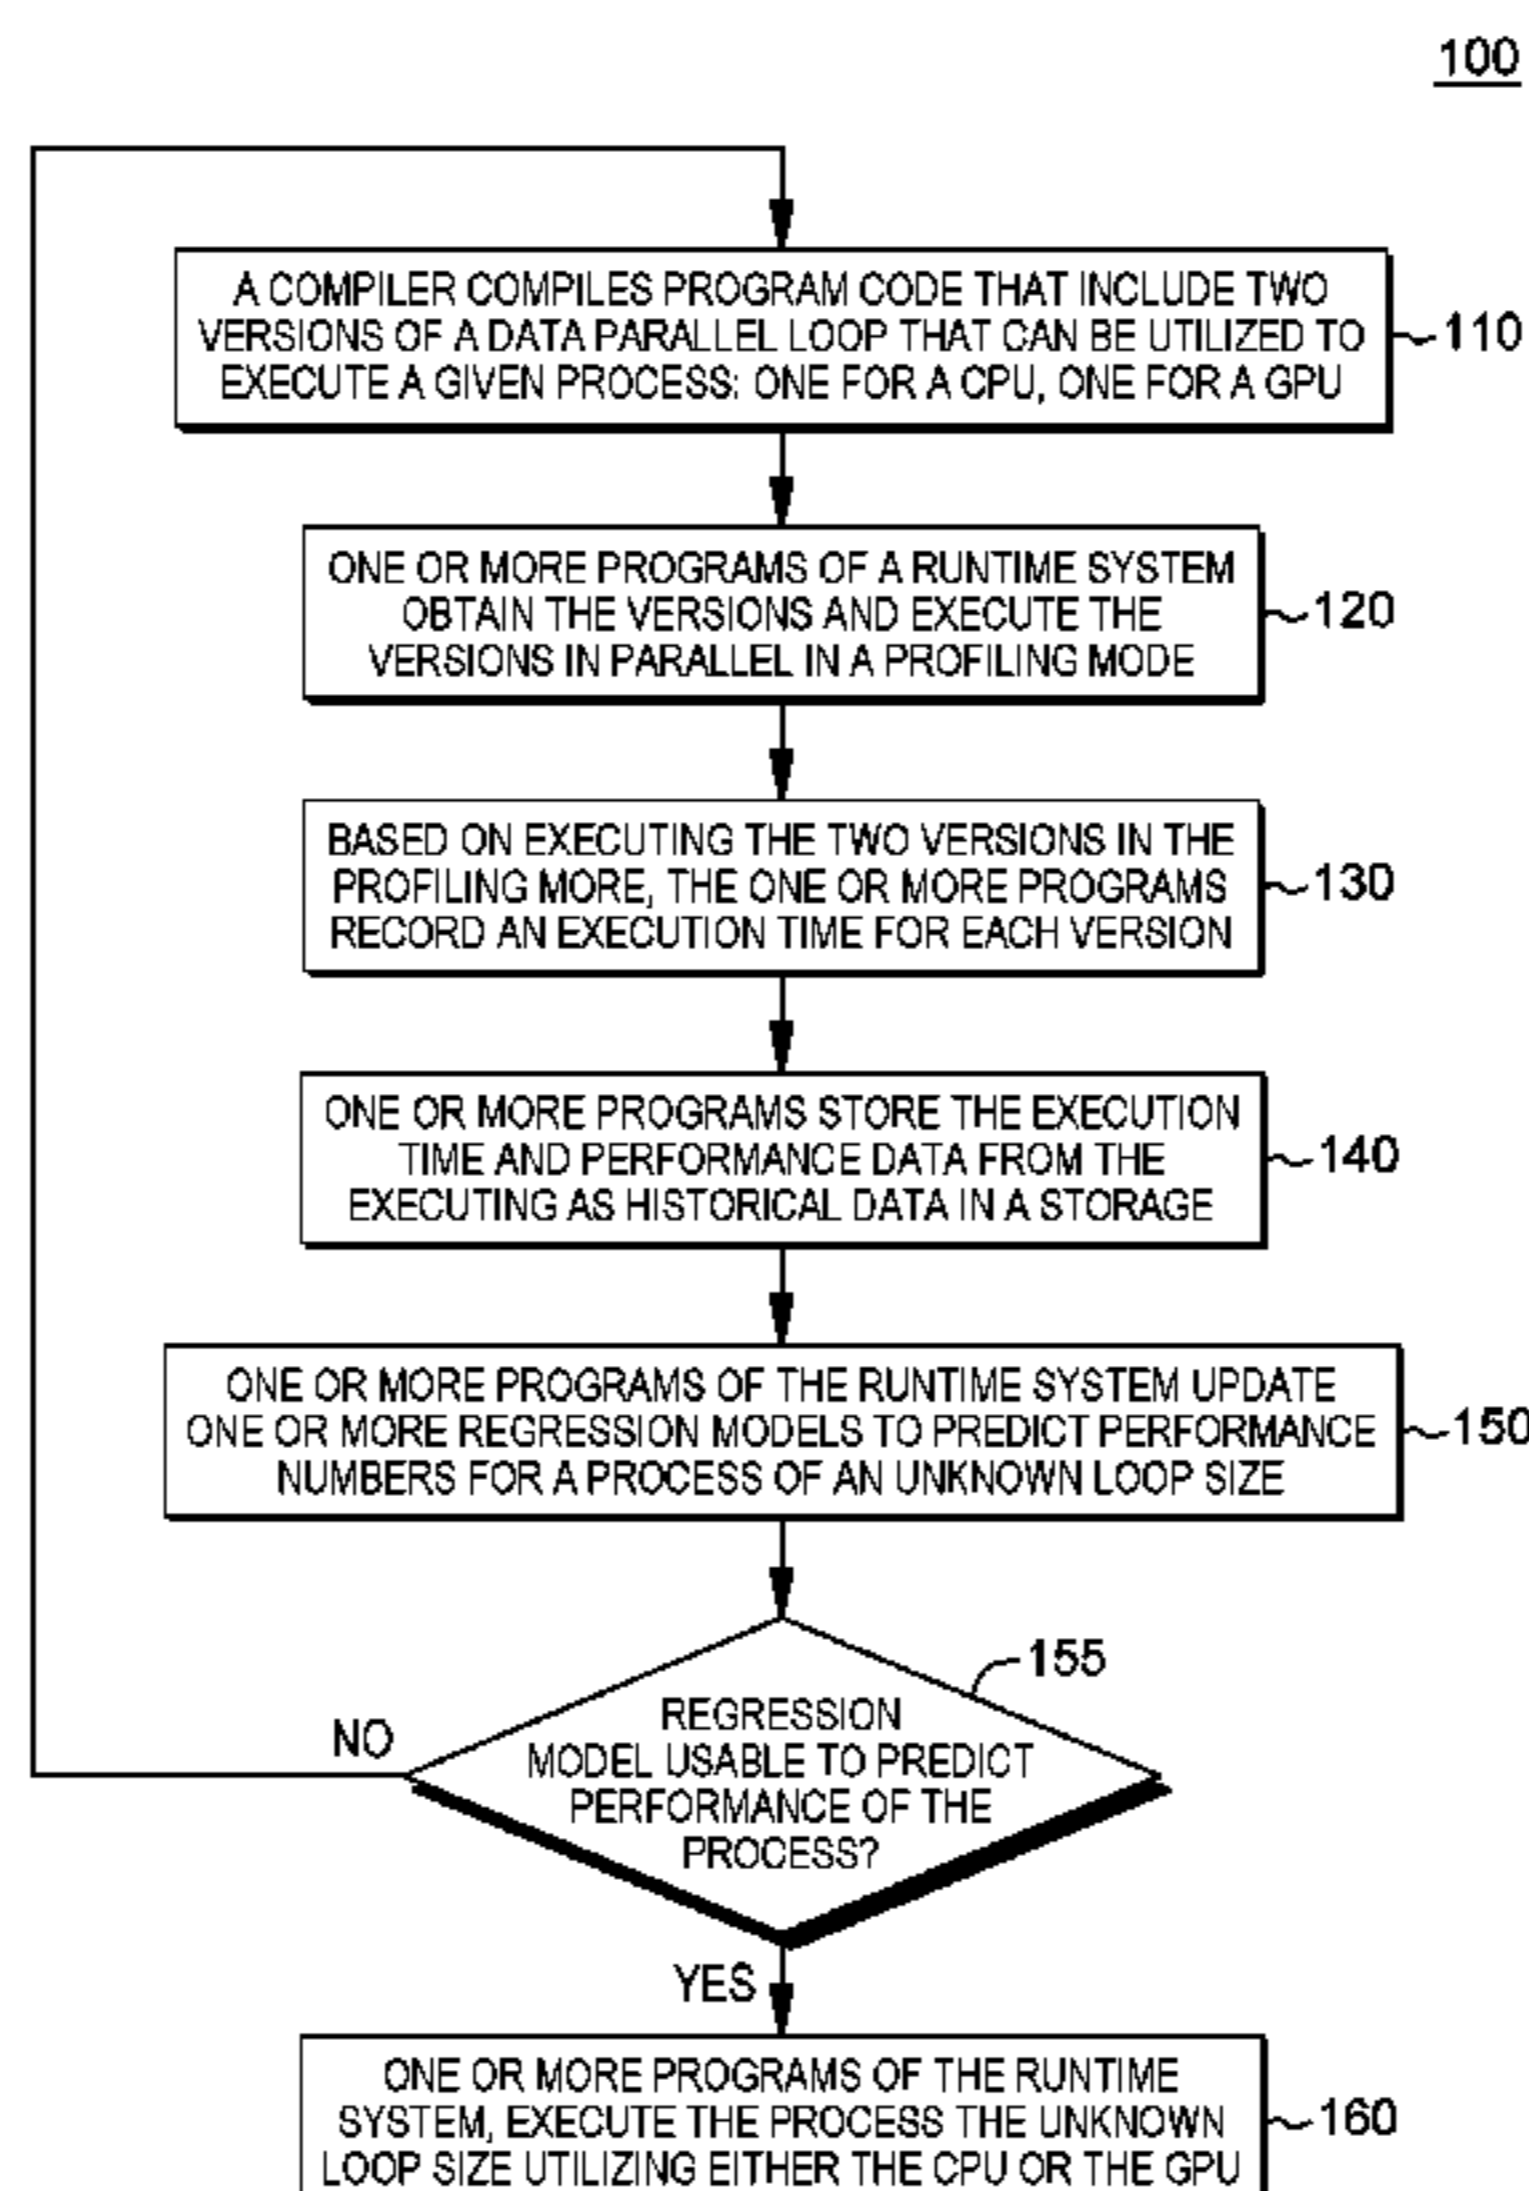 100
A COMPILER COMPILES PROGRAM CODE THAT INCLUDE TWO
VERSIONS OF A DATA PARALLEL LOOP THAT CAN BE UTILIZED TO
EXECUTE A GIVEN PROCESS: ONE FOR A CPU, ONE FOR A GPU
110
ONE OR MORE PROGRAMS OF A RUNTIME SYSTEM
OBTAIN THE VERSIONS AND EXECUTE THE
VERSIONS IN PARALLEL IN A PROFILING MODE
120
BASED ON EXECUTING THE TWO VERSIONS IN THE
PROFILING MORE, THE ONE OR MORE PROGRAMS
RECORD AN EXECUTION TIME FOR EACH VERSION
130
ONE OR MORE PROGRAMS STORE THE EXECUTION
TIME AND PERFORMANCE DATA FROM THE
EXECUTING AS HISTORICAL DATA IN A STORAGE
140
ONE OR MORE PROGRAMS OF THE RUNTIME SYSTEM UPDATE
ONE OR MORE REGRESSION MODELS TO PREDICT PERFORMANCE
NUMBERS FOR A PROCESS OF AN UNKNOWN LOOP SIZE
150
155
REGRESSION
MODEL USABLE TO PREDICT
PERFORMANCE OF THE
PROCESS?
NO
YES
ONE OR MORE PROGRAMS OF THE RUNTIME
SYSTEM, EXECUTE THE PROCESS THE UNKNOWN
LOOP SIZE UTILIZING EITHER THE CPU OR THE GPU
160